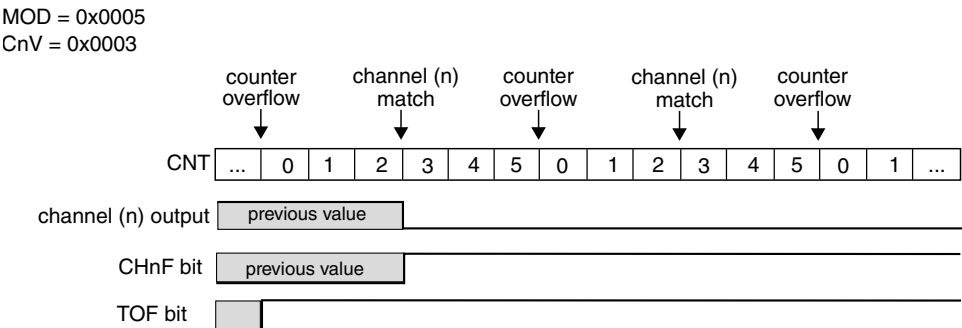 MOD = 0x0005
CnV = 0x0003
counter overflow
channel (n) match
counter overflow
channel (n) match
counter overflow
CNT ... 0 1 2 3 4 5 0 1 2 3 4 5 0 1 ...
channel (n) output previous value
CHnF bit previous value
TOF bit